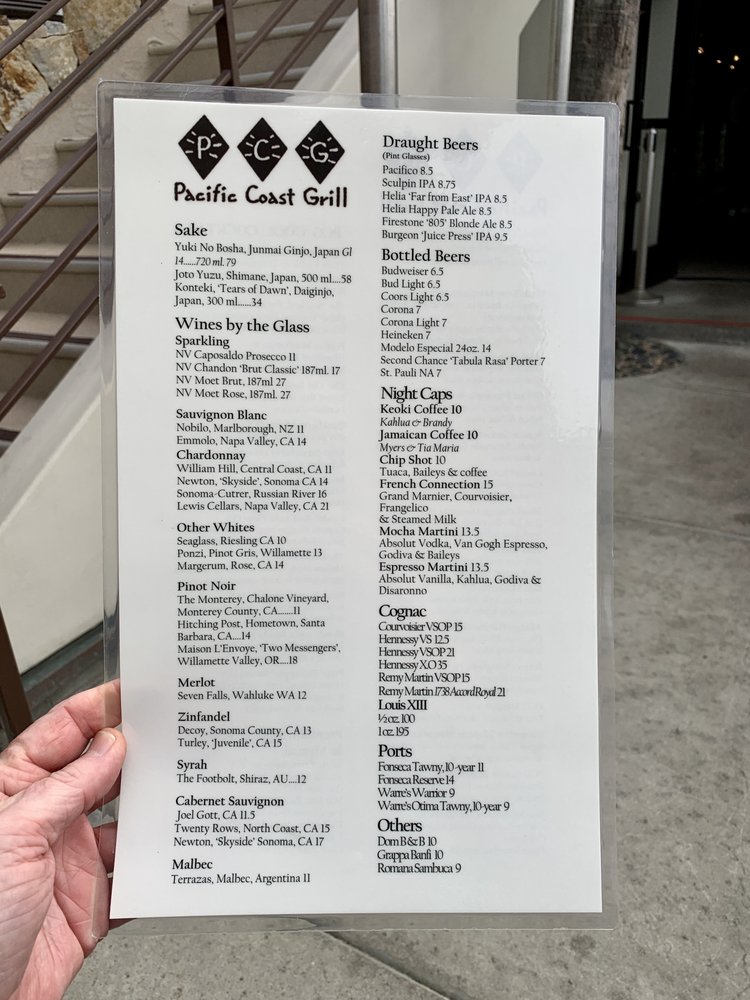 P C G
Pacific Coast Grill
Sake
Yuki No Bosha, Junmai Ginjo, Japan Gl
14......720 ml. 79
Joto Yuzu, Shimane, Japan, 500 ml....58
Konteki, ‘Tears of Dawn’, Daiginjo,
Japan, 300 ml......34
Wines by the Glass
Sparkling
NV Caposaldo Prosecco 11
NV Chandon ‘Brut Classic’ 187ml. 17
NV Moet Brut, 187ml 27
NV Moet Rose, 187ml. 27
Sauvignon Blanc
Nobilo, Marlborough, NZ 11
Emmolo, Napa Valley, CA 14
Chardonnay
William Hill, Central Coast, CA 11
Newton, ‘Skyside’, Sonoma CA 14
Sonoma-Cutrer, Russian River 16
Lewis Cellars, Napa Valley, CA 21
Other Whites
Seaglass, Riesling CA 10
Ponzi, Pinot Gris, Willamette 13
Margerum, Rose, CA 14
Pinot Noir
The Monterey, Chalone Vineyard,
Monterey County, CA.......11
Hitching Post, Hometown, Santa
Barbara, CA....14
Maison L’Envoye, ‘Two Messengers’,
Willamette Valley, OR....18
Merlot
Seven Falls, Wahluke WA 12
Zinfandel
Decoy, Sonoma County, CA 13
Turley, ‘Juvenile’, CA 15
Syrah
The Footbolt, Shiraz, AU....12
Cabernet Sauvignon
Joel Gott, CA 11.5
Twenty Rows, North Coast, CA 15
Newton, ‘Skyside’ Sonoma, CA 17
Malbec
Terrazas, Malbec, Argentina 11
Draught Beers
(Pint Glasses)
Pacifico 8.5
Sculpin IPA 8.75
Helia ‘Far from East’ IPA 8.5
Helia Happy Pale Ale 8.5
Firestone ‘805’ Blonde Ale 8.5
Burgeon ‘Juice Press’ IPA 9.5
Bottled Beers
Budweiser 6.5
Bud Light 6.5
Coors Light 6.5
Corona 7
Corona Light 7
Heineken 7
Modelo Especial 24oz. 14
Second Chance ‘Tabula Rasa’ Porter 7
St. Pauli NA 7
Night Caps
Keoki Coffee 10
Kahlua & Brandy
Jamaican Coffee 10
Myers & Tia Maria
Chip Shot 10
Tuaca, Baileys & coffee
French Connection 15
Grand Marnier, Courvoisier,
Frangelico
& Steamed Milk
Mocha Martini 13.5
Absolut Vodka, Van Gogh Espresso,
Godiva & Baileys
Espresso Martini 13.5
Absolut Vanilla, Kahlua, Godiva &
Disaronno
Cognac
Courvoisier VSOP 15
Hennessy VS 12.5
Hennessy VSOP 21
Hennessy X.O 35
Remy Martin VSOP 15
Remy Martin 1738 Accord Royal 21
Louis XIII
½ oz. 100
1 oz. 195
Ports
Fonseca Tawny, 10-year 11
Fonseca Reserve 14
Warre's Warrior 9
Warre's Otima Tawny, 10-year 9
Others
Dom B & B 10
Grappa Banfi 10
Romana Sambuca 9